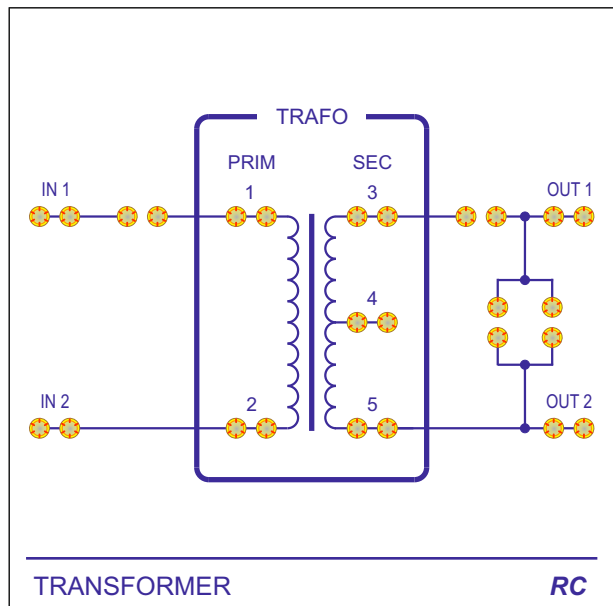 TRAFO
PRIM SEC
IN 1 1 3 OUT 1
4
IN 2 2 5 OUT 2
TRANSFORMER RC